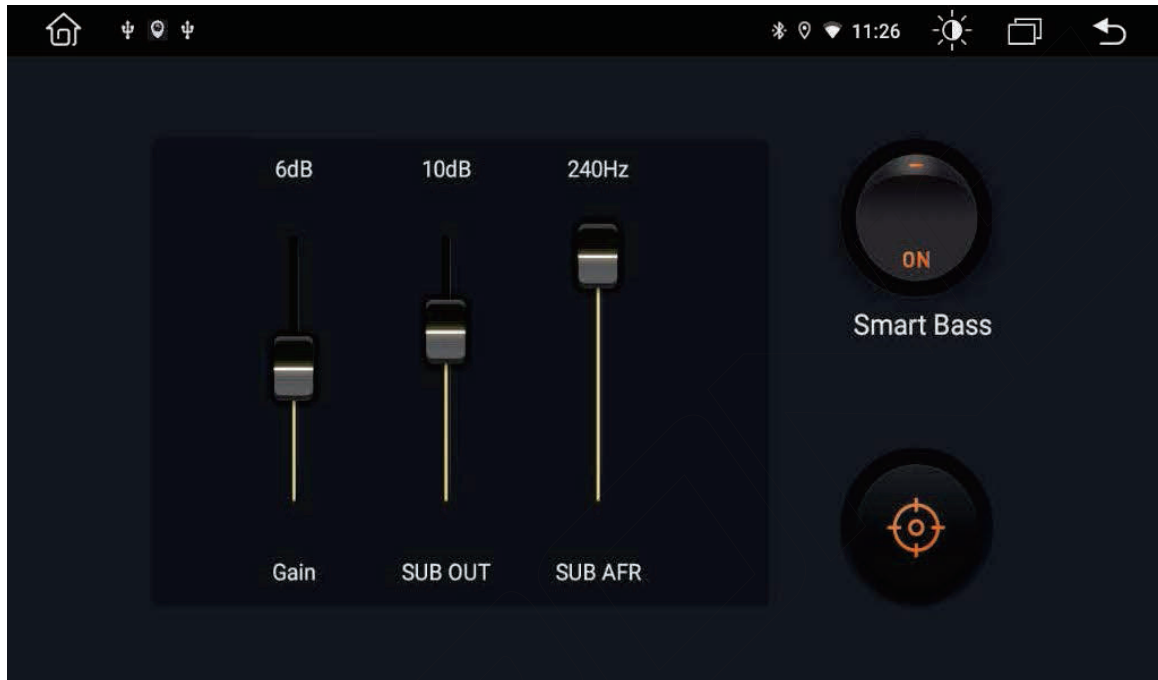 11:26
6dB 10dB 240Hz
ON
Smart Bass
Gain SUB OUT SUB AFR